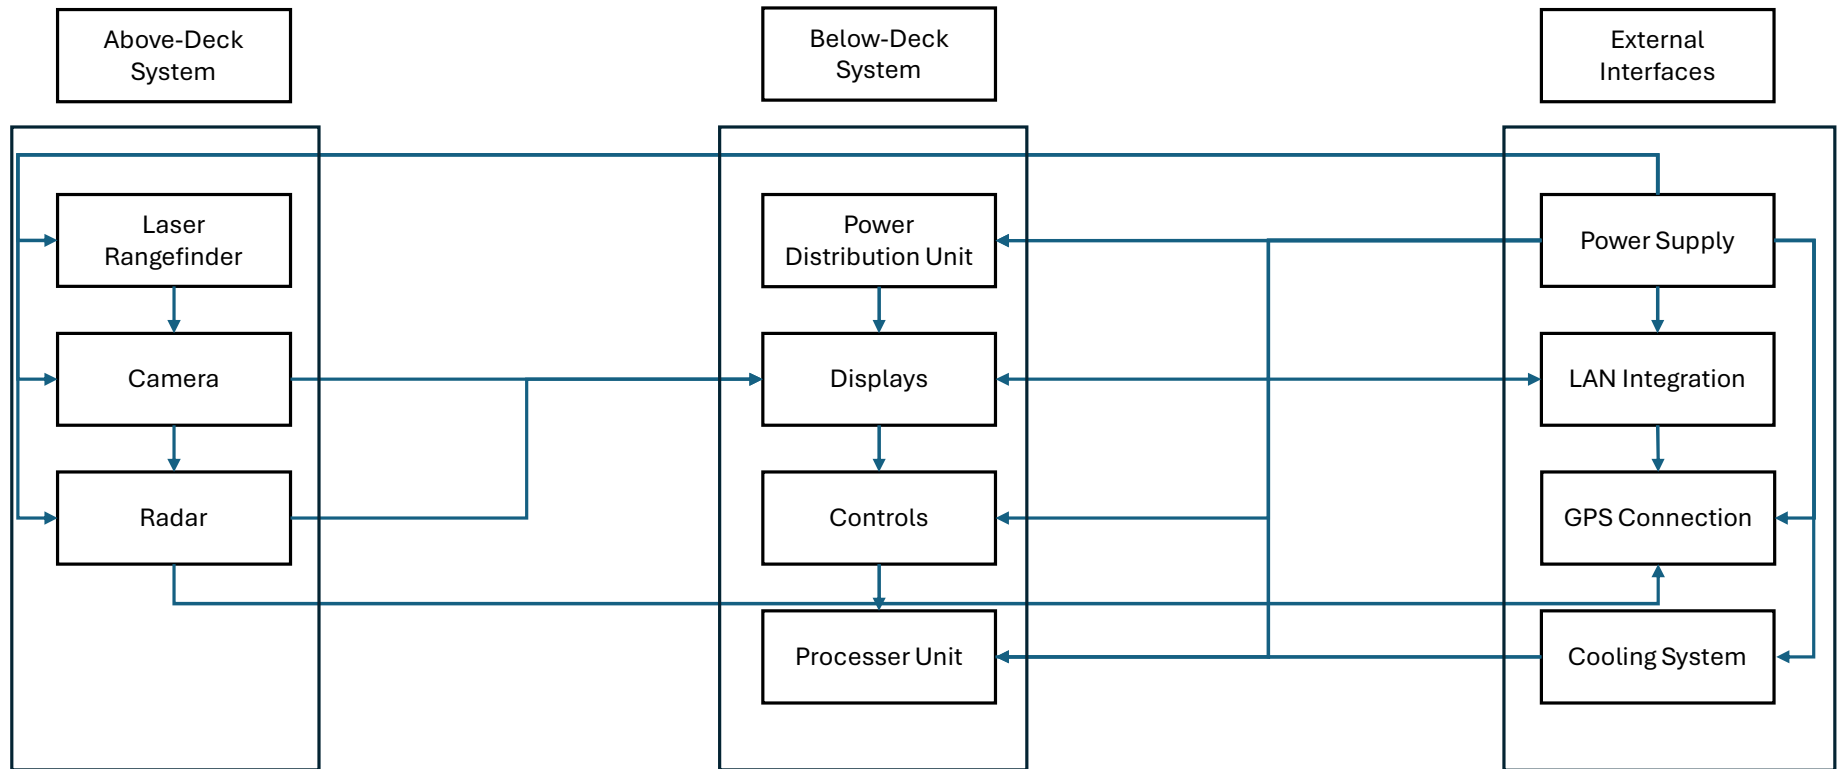 Above-Deck
System
Below-Deck
System
External
Interfaces
Laser
Rangefinder
Power
Distribution Unit
Power Supply
Camera
Displays
LAN Integration
Radar
Controls
GPS Connection
Processer Unit
Cooling System